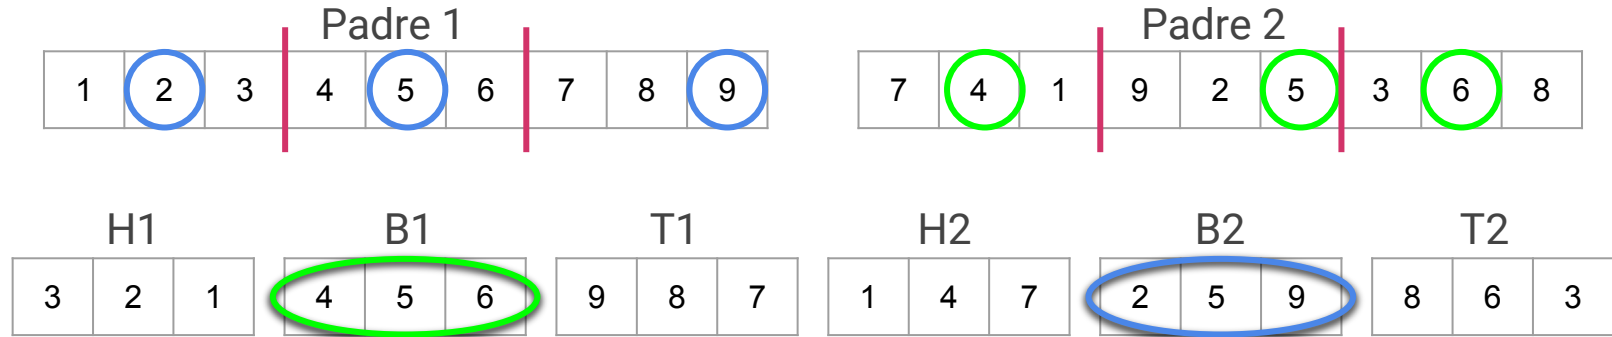 Padre 1 Padre 2
1 2 3 4 5 6 7 8 9 7 4 1 9 2 5 3 6 8
H1 B1 T1 H2 B2 T2
3 2 1 4 5 6 9 8 7 1 4 7 2 5 9 8 6 3